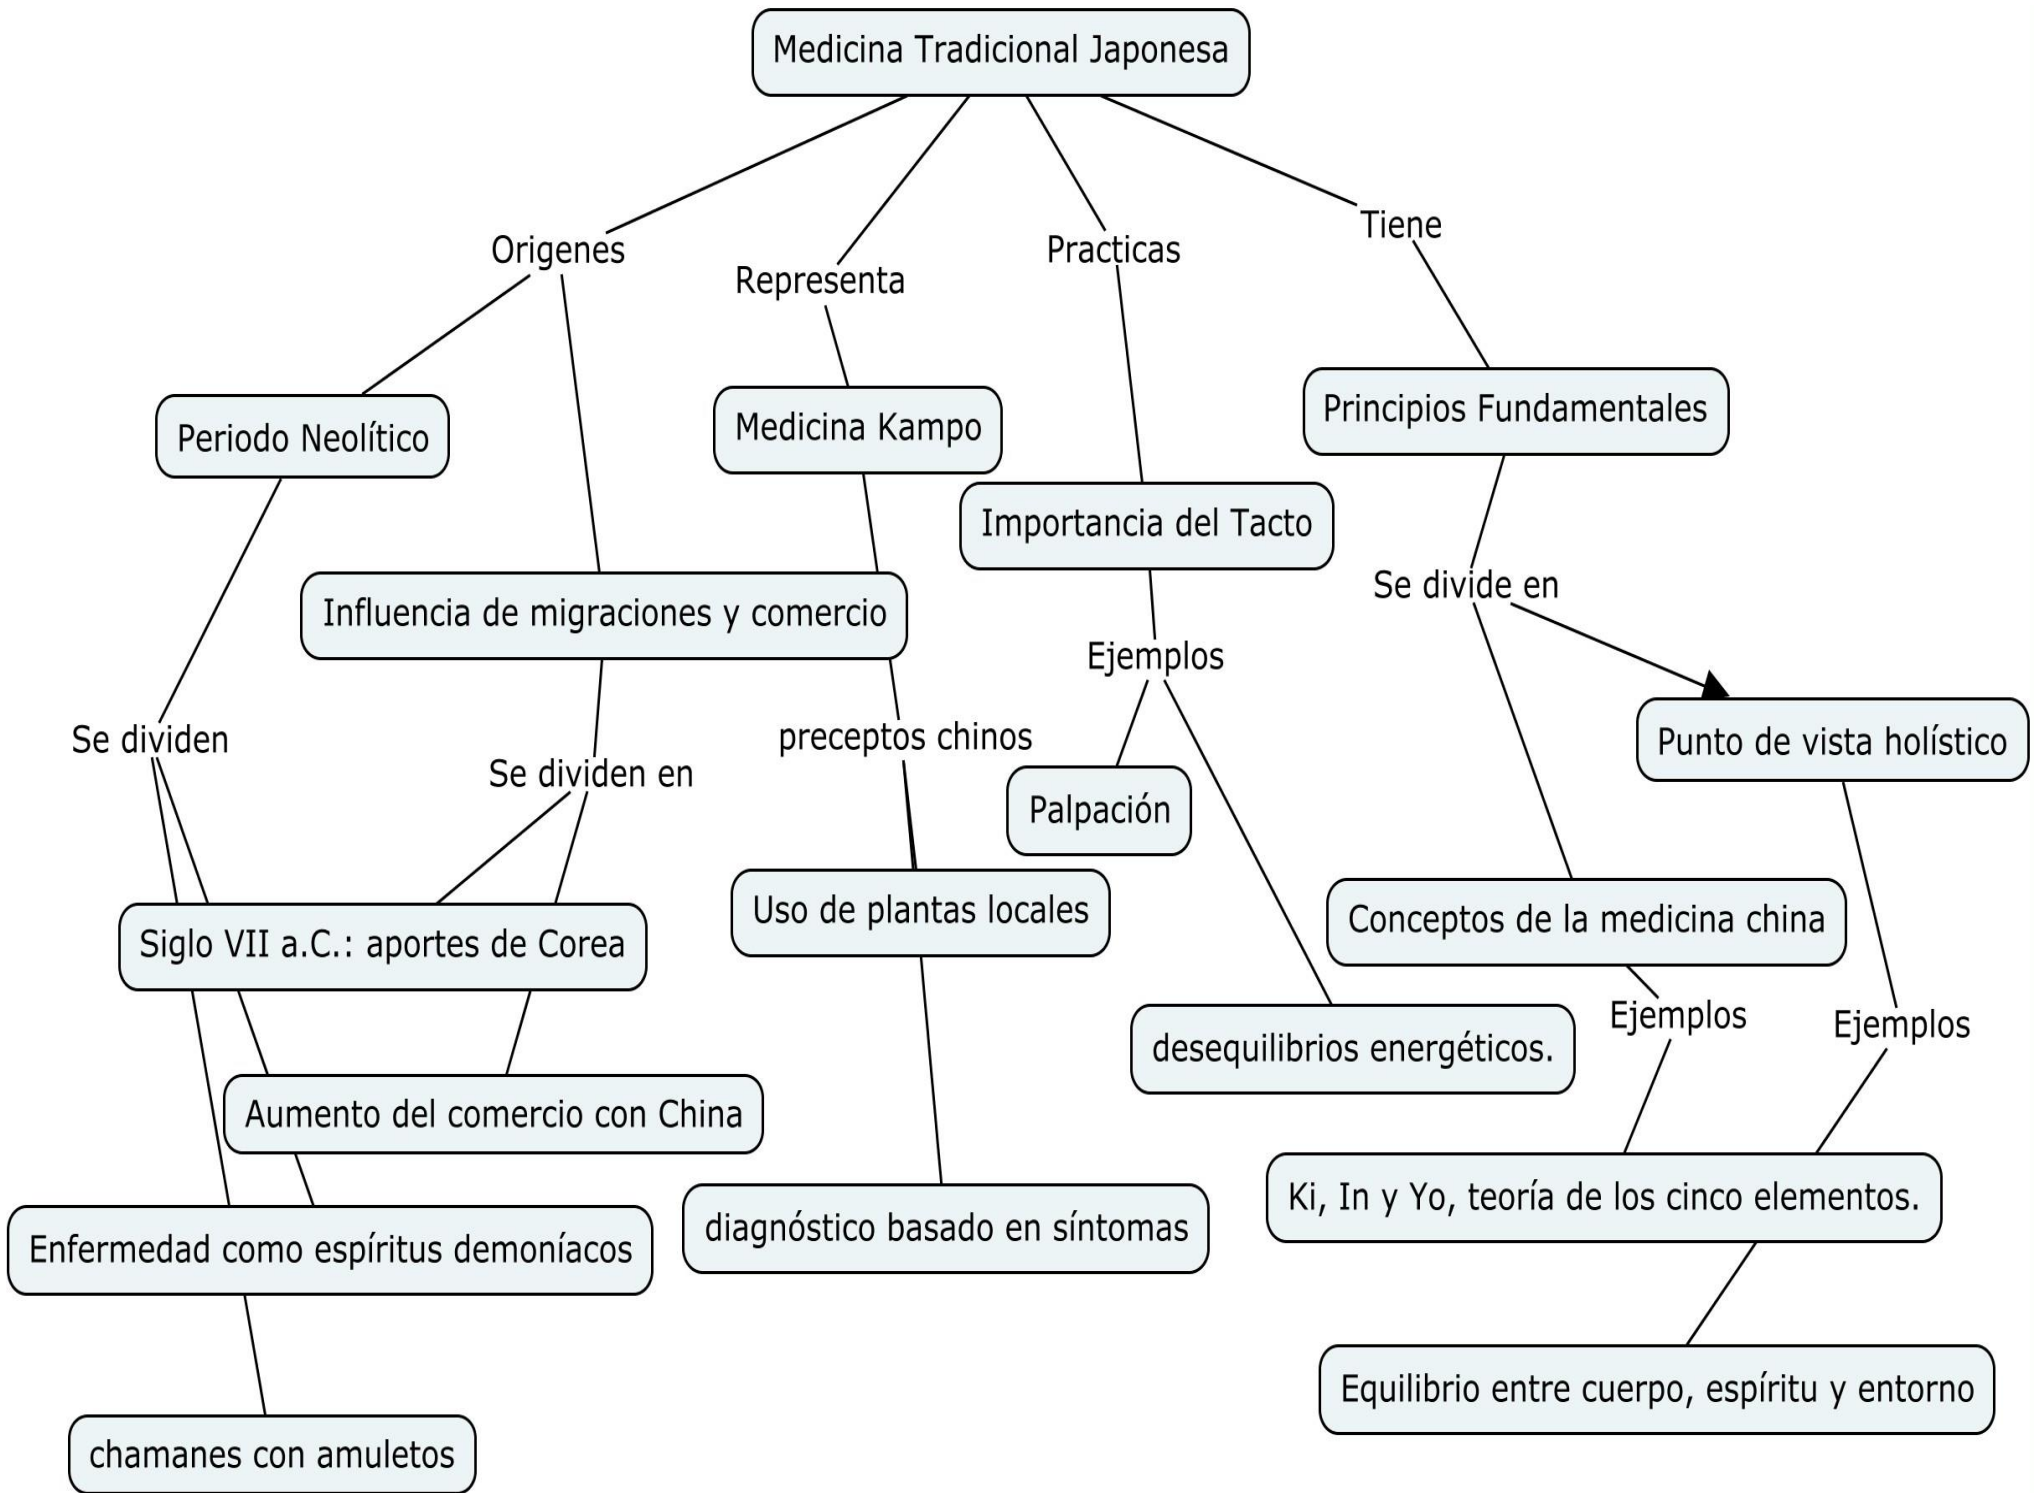 Medicina Tradicional Japonesa
Origenes
Representa
Practicas
Tiene
Periodo Neolítico
Medicina Kampo
Principios Fundamentales
Importancia del Tacto
Influencia de migraciones y comercio
Se divide en
Ejemplos
Se dividen
preceptos chinos
Punto de vista holístico
Se dividen en
Palpación
Uso de plantas locales
Conceptos de la medicina china
Siglo VII a.C.: aportes de Corea
Ejemplos
Ejemplos
desequilibrios energéticos.
Aumento del comercio con China
Ki, In y Yo, teoría de los cinco elementos.
Enfermedad como espíritus demoníacos
diagnóstico basado en síntomas
Equilibrio entre cuerpo, espíritu y entorno
chamanes con amuletos